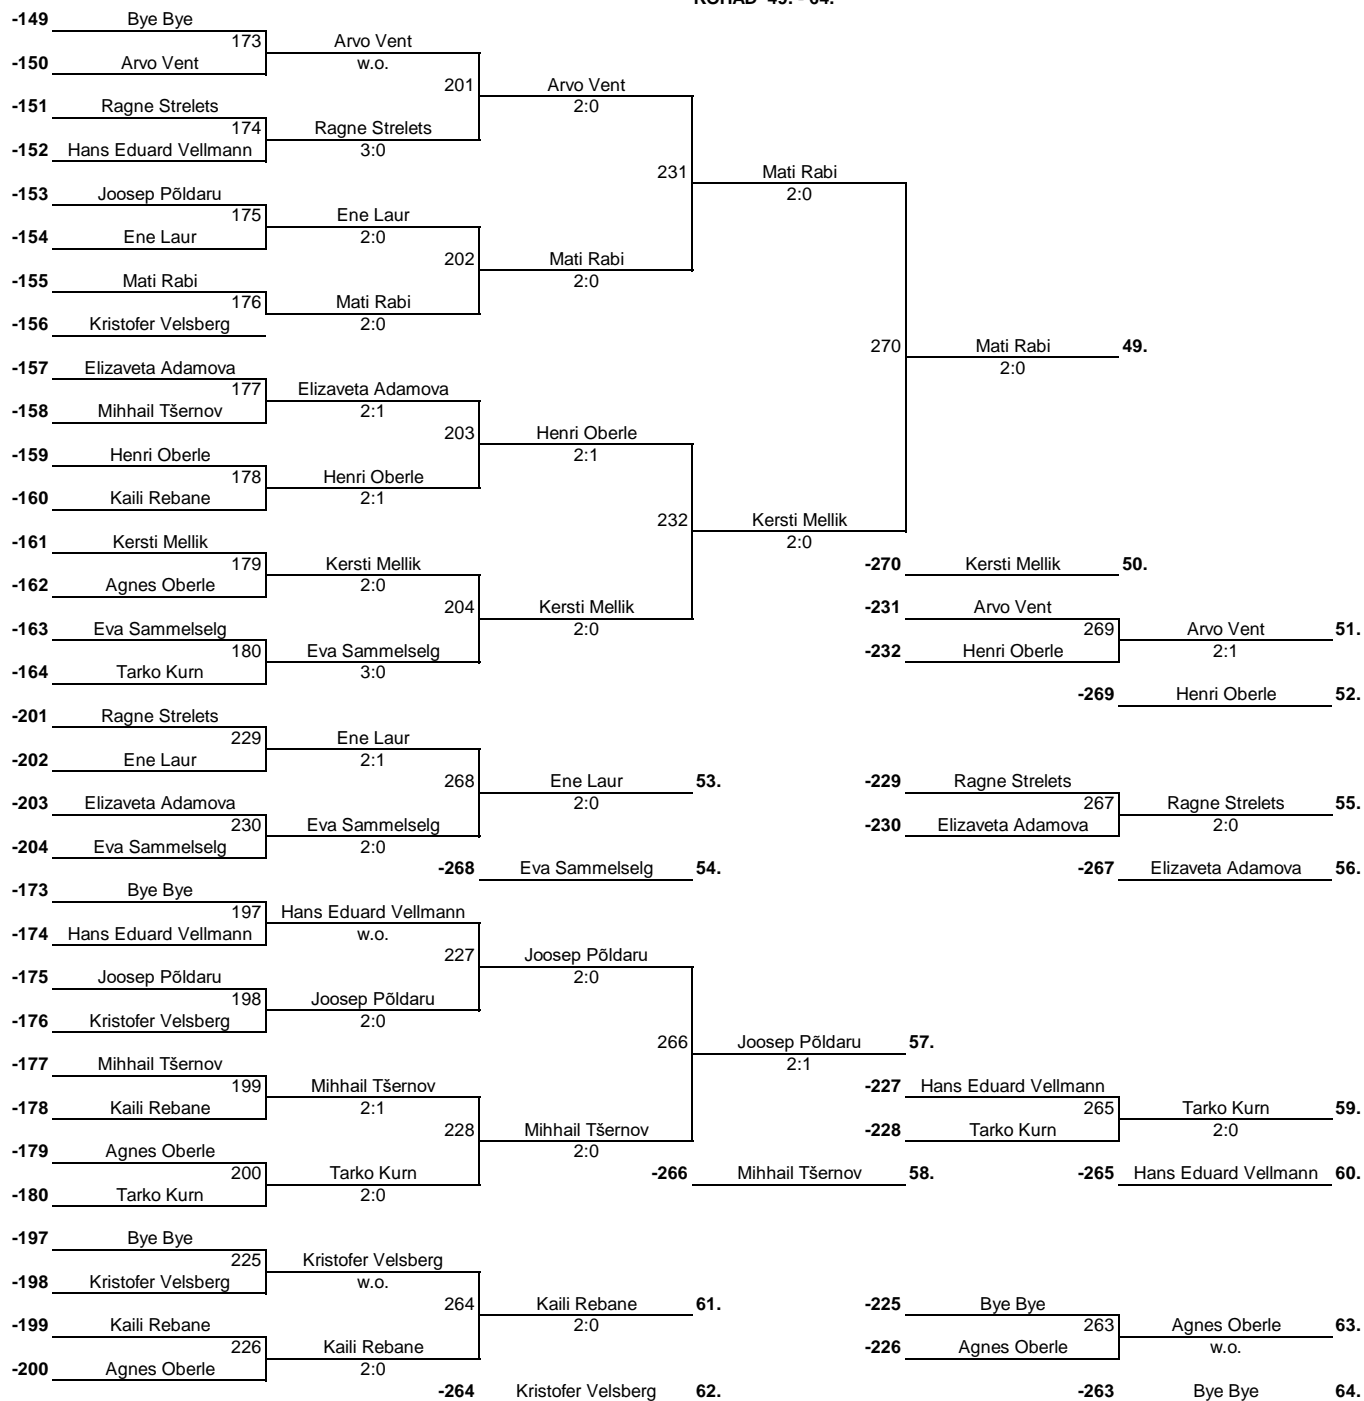 KOHAD 49. - 64.
-149 Bye Bye
173 Arvo Vent
-150 Arvo Vent w.o.
201 Arvo Vent
-151 Ragne Strelets 2:0
174 Ragne Strelets
-152 Hans Eduard Vellmann 3:0
231 Mati Rabi
-153 Joosep Põldaru 2:0
175 Ene Laur
-154 Ene Laur 2:0
202 Mati Rabi
-155 Mati Rabi 2:0
176 Mati Rabi
-156 Kristofer Velsberg 2:0
270 Mati Rabi 49.
-157 Elizaveta Adamova 2:0
177 Elizaveta Adamova
-158 Mihhail Tšernov 2:1
203 Henri Oberle
-159 Henri Oberle 2:1
178 Henri Oberle
-160 Kaili Rebane 2:1
232 Kersti Mellik
-161 Kersti Mellik 2:0
179 Kersti Mellik -270 Kersti Mellik 50.
-162 Agnes Oberle 2:0
204 Kersti Mellik -231 Arvo Vent
-163 Eva Sammelselg 2:0 269 Arvo Vent 51.
180 Eva Sammelselg -232 Henri Oberle 2:1
-164 Tarko Kurn 3:0
-269 Henri Oberle 52.
-201 Ragne Strelets
229 Ene Laur
-202 Ene Laur 2:1
268 Ene Laur 53. -229 Ragne Strelets
-203 Elizaveta Adamova 2:0 267 Ragne Strelets 55.
230 Eva Sammelselg -230 Elizaveta Adamova 2:0
-204 Eva Sammelselg 2:0
-268 Eva Sammelselg 54. -267 Elizaveta Adamova 56.
-173 Bye Bye
197 Hans Eduard Vellmann
-174 Hans Eduard Vellmann w.o.
227 Joosep Põldaru
-175 Joosep Põldaru 2:0
198 Joosep Põldaru
-176 Kristofer Velsberg 2:0
266 Joosep Põldaru 57.
-177 Mihhail Tšernov 2:1
199 Mihhail Tšernov -227 Hans Eduard Vellmann
-178 Kaili Rebane 2:1 265 Tarko Kurn 59.
228 Mihhail Tšernov -228 Tarko Kurn 2:0
-179 Agnes Oberle 2:0
200 Tarko Kurn -266 Mihhail Tšernov 58. -265 Hans Eduard Vellmann 60.
-180 Tarko Kurn 2:0
-197 Bye Bye
225 Kristofer Velsberg
-198 Kristofer Velsberg w.o.
264 Kaili Rebane 61. -225 Bye Bye
-199 Kaili Rebane 2:0 263 Agnes Oberle 63.
226 Kaili Rebane -226 Agnes Oberle w.o.
-200 Agnes Oberle 2:0
-264 Kristofer Velsberg 62. -263 Bye Bye 64.